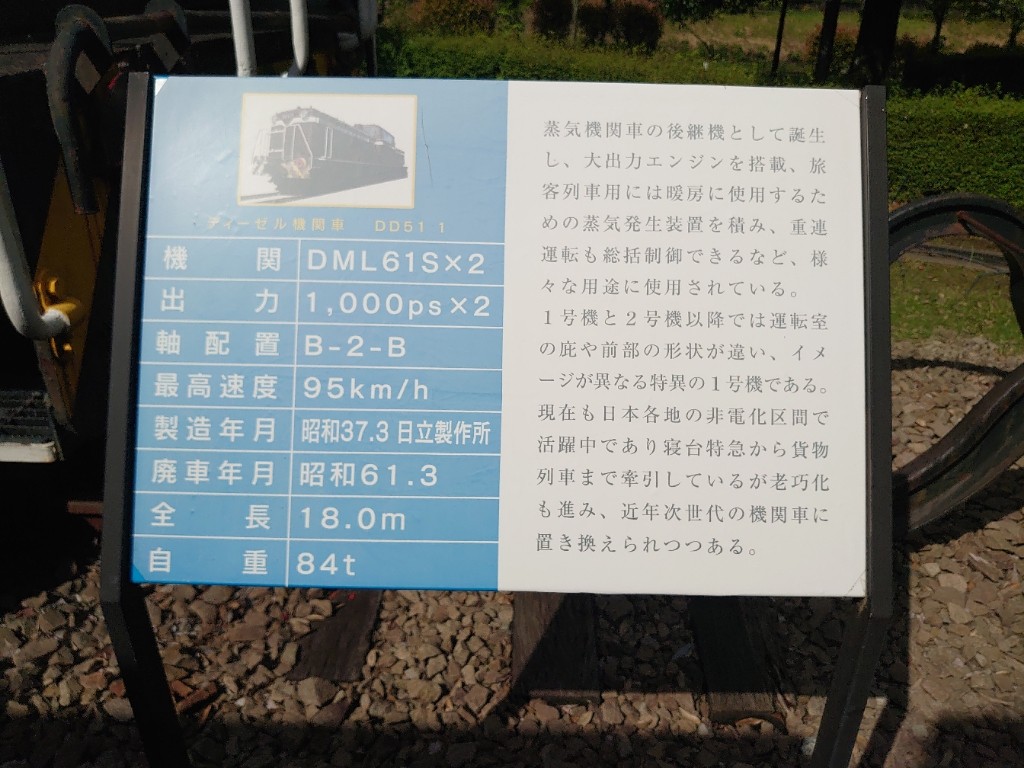 ディーゼル機関車　DD51 1
機関 DML61S×2
出力 1,000ps×2
軸配置 B-2-B
最高速度 95km/h
製造年月 昭和37.3 日立製作所
廃車年月 昭和61.3
全長 18.0m
自重 84t
蒸気機関車の後継機として誕生
し、大出力エンジンを搭載、旅
客列車用には暖房に使用するた
めの蒸気発生装置を積み、重連
運転も総括制御できるなど、様
々な用途に使用されている。
１号機と２号機以降では運転室
の庇や前部の形状が違い、イメ
ージが異なる特異の１号機である。
現在も日本各地の非電化区間で
活躍中であり寝台特急から貨物
列車まで牽引しているが老巧化
も進み、近年次世代の機関車に
置き換えられつつある。